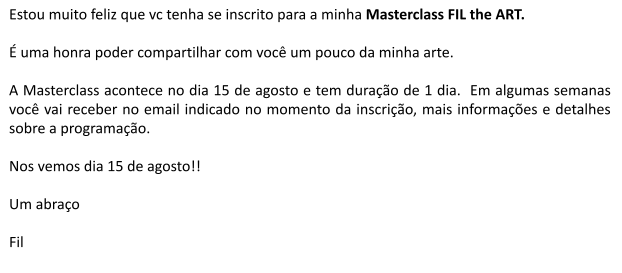 Estou muito feliz que vc tenha se inscrito para a minha Masterclass FIL the ART.
É uma honra poder compartilhar com você um pouco da minha arte.
A Masterclass acontece no dia 15 de agosto e tem duração de 1 dia.  Em algumas semanas
você vai receber no email indicado no momento da inscrição, mais informações e detalhes
sobre a programação.
Nos vemos dia 15 de agosto!!
Um abraço
Fil